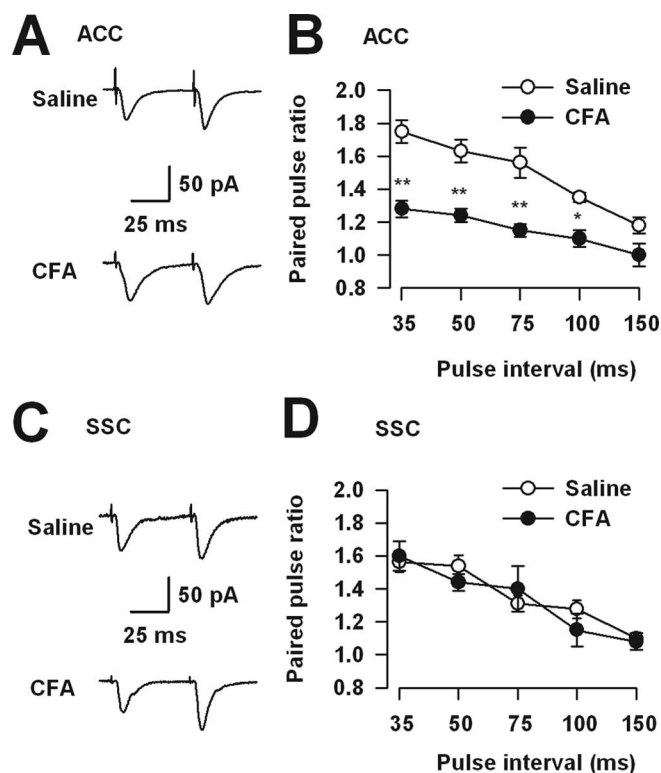 A ACC
Saline
50 pA
25 ms
CFA
B ACC
Saline
CFA
Paired pulse ratio
2.0
1.8
1.6
1.4
1.2
1.0
0.8
**
**
**
*
35 50 75 100 150
Pulse interval (ms)
C SSC
Saline
50 pA
25 ms
CFA
D SSC
Saline
CFA
Paired pulse ratio
2.0
1.8
1.6
1.4
1.2
1.0
0.8
35 50 75 100 150
Pulse interval (ms)